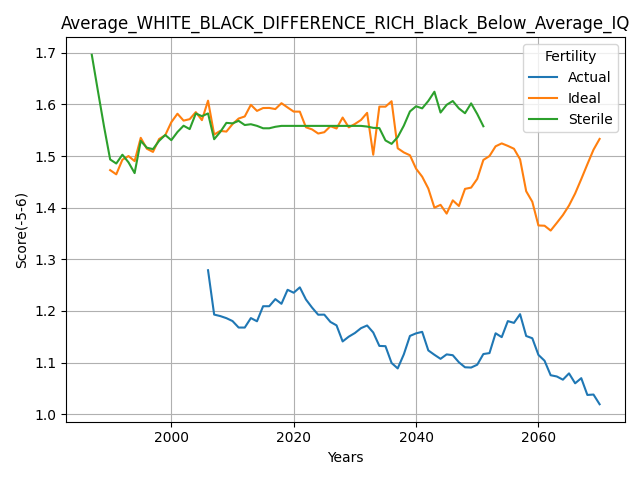 Average_WHITE_BLACK_DIFFERENCE_RICH_Black_Below_Average_IQ
Fertility
Actual
Ideal
Sterile
Score(-5-6)
1.7
1.6
1.5
1.4
1.3
1.2
1.1
1.0
2000 2020 2040 2060
Years